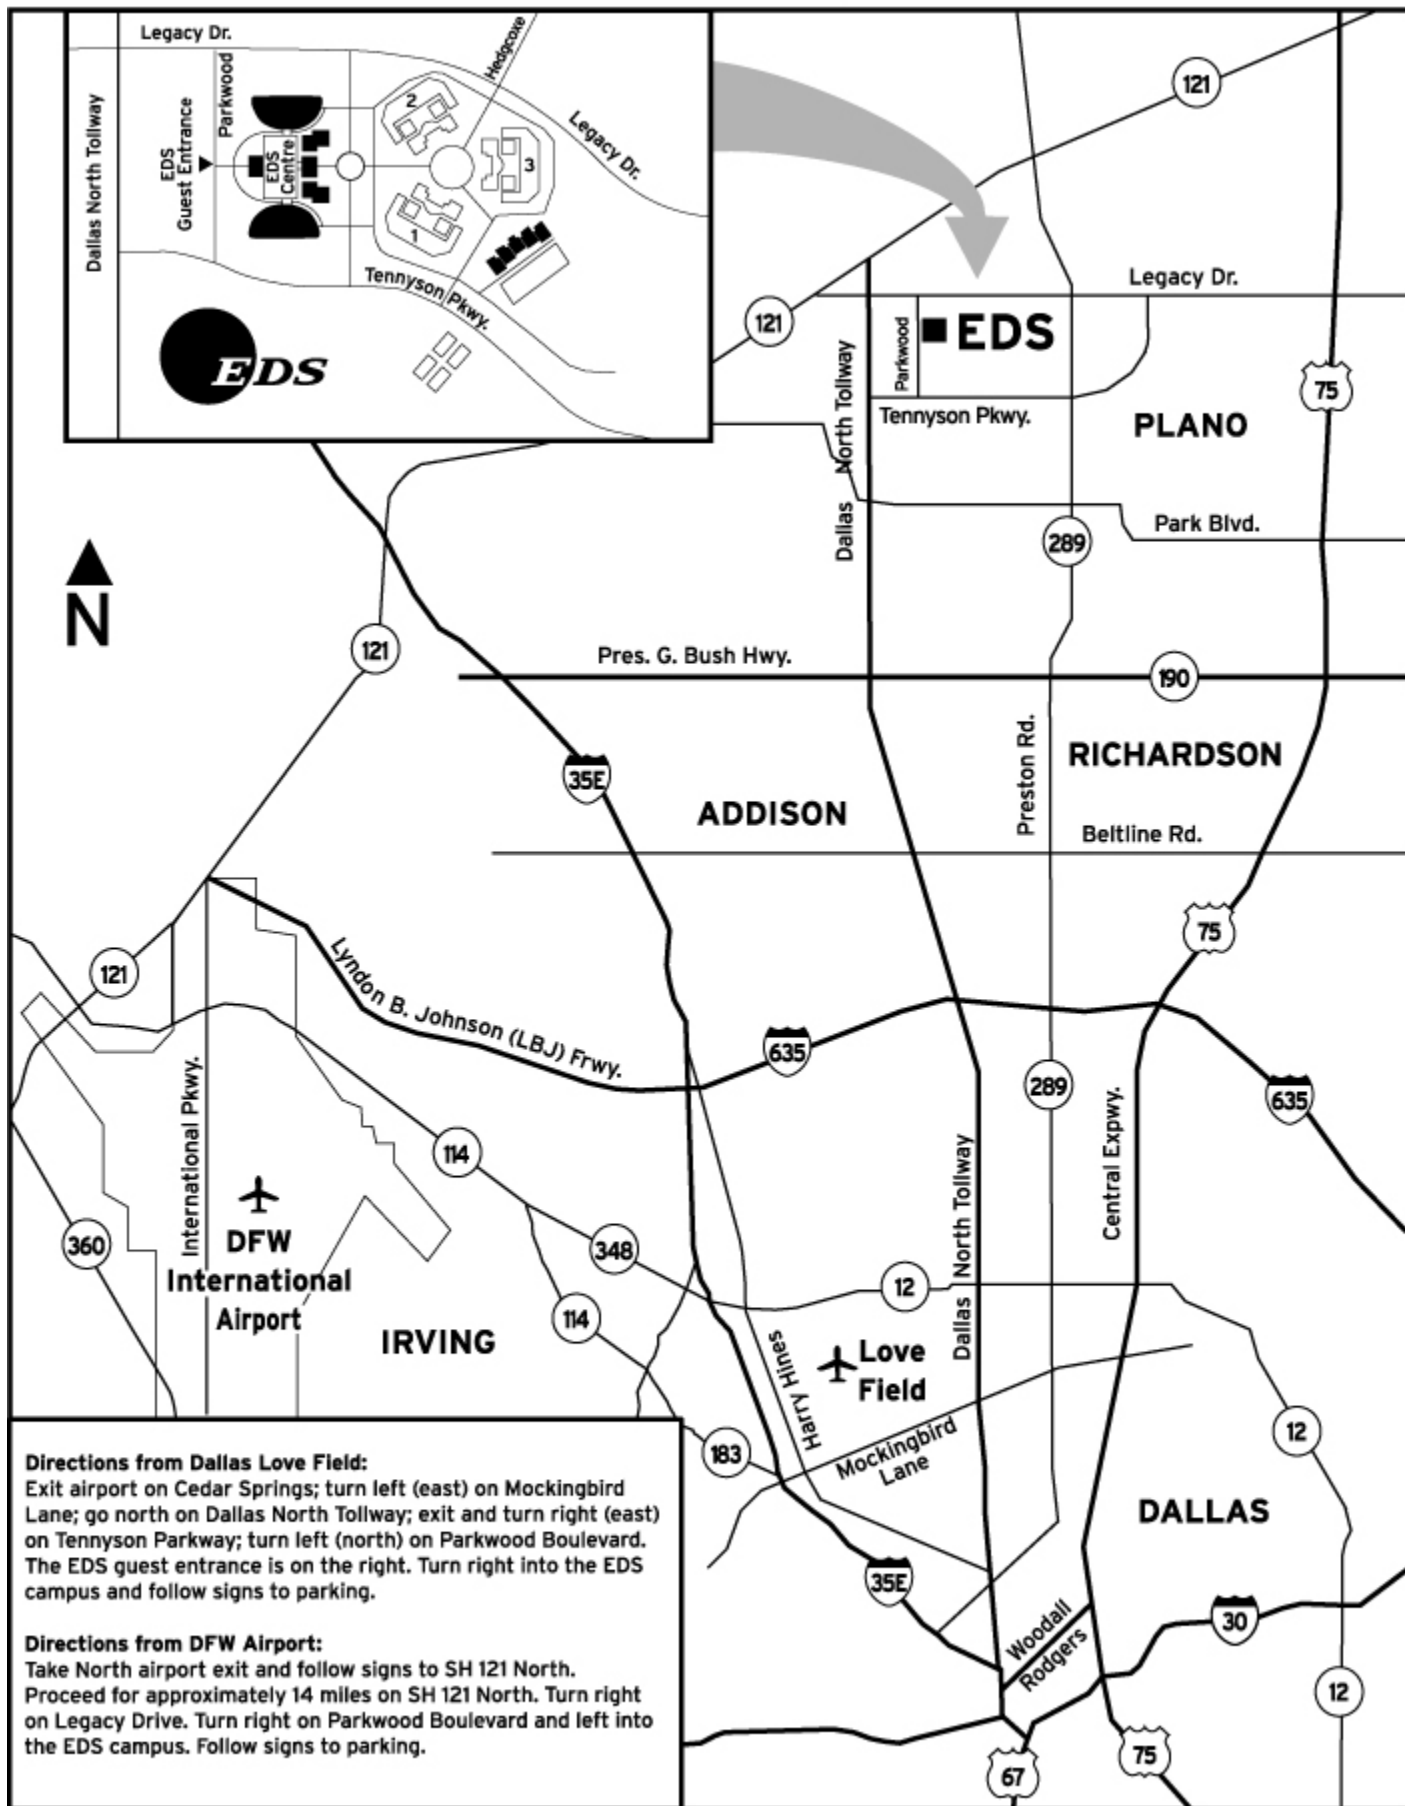 Legacy Dr.
Hedgcoxe
Parkwood
Dallas North Tollway
EDS
Guest Entrance
EDS
Centre
2
3
1
Legacy Dr.
Tennyson Pkwy.
EDS
121
Legacy Dr.
121
Parkwood
EDS
75
Dallas North Tollway
Tennyson Pkwy.
PLANO
Park Blvd.
289
N
121
Pres. G. Bush Hwy.
190
Preston Rd.
RICHARDSON
35E
ADDISON
Beltline Rd.
75
121
Lyndon B. Johnson (LBJ) Frwy.
635
289
635
International Pkwy.
Central Expwy.
Dallas North Tollway
114
360
DFW
International
Airport
348
12
114
IRVING
Harry Hines
Love
Field
Mockingbird
Lane
183
12
DALLAS
35E
Woodall
Rodgers
30
12
75
67
Directions from Dallas Love Field:
Exit airport on Cedar Springs; turn left (east) on Mockingbird
Lane; go north on Dallas North Tollway; exit and turn right (east)
on Tennyson Parkway; turn left (north) on Parkwood Boulevard.
The EDS guest entrance is on the right. Turn right into the EDS
campus and follow signs to parking.
Directions from DFW Airport:
Take North airport exit and follow signs to SH 121 North.
Proceed for approximately 14 miles on SH 121 North. Turn right
on Legacy Drive. Turn right on Parkwood Boulevard and left into
the EDS campus. Follow signs to parking.